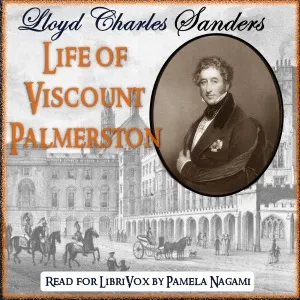 Lloyd Charles Sanders
Life of
Viscount
Palmerston
Read for LibriVox by Pamela Nagami